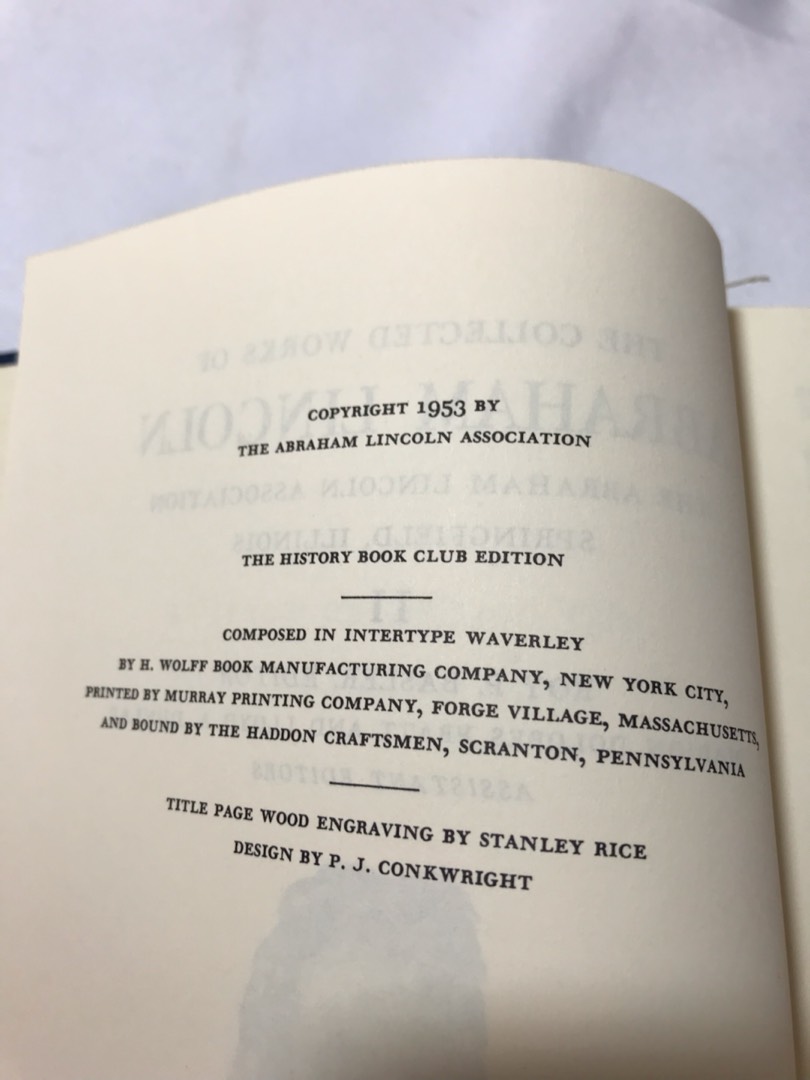 COPYRIGHT 1953 BY
THE ABRAHAM LINCOLN ASSOCIATION
THE HISTORY BOOK CLUB EDITION
COMPOSED IN INTERTYPE WAVERLEY
BY H. WOLFF BOOK MANUFACTURING COMPANY, NEW YORK CITY,
PRINTED BY MURRAY PRINTING COMPANY, FORGE VILLAGE, MASSACHUSETTS,
AND BOUND BY THE HADDON CRAFTSMEN, SCRANTON, PENNSYLVANIA
TITLE PAGE WOOD ENGRAVING BY STANLEY RICE
DESIGN BY P. J. CONKWRIGHT